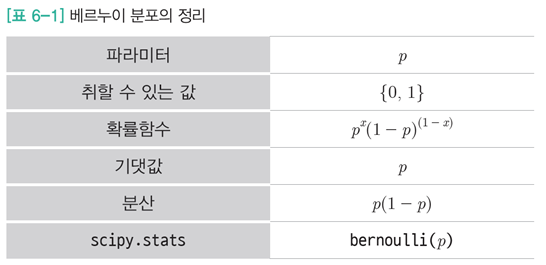 [표 6-1] 베르누이 분포의 정리
파라미터 p
취할 수 있는 값 {0, 1}
확률함수 p^x(1 − p)^(1 − x)
기댓값 p
분산 p(1 − p)
scipy.stats bernoulli(p)